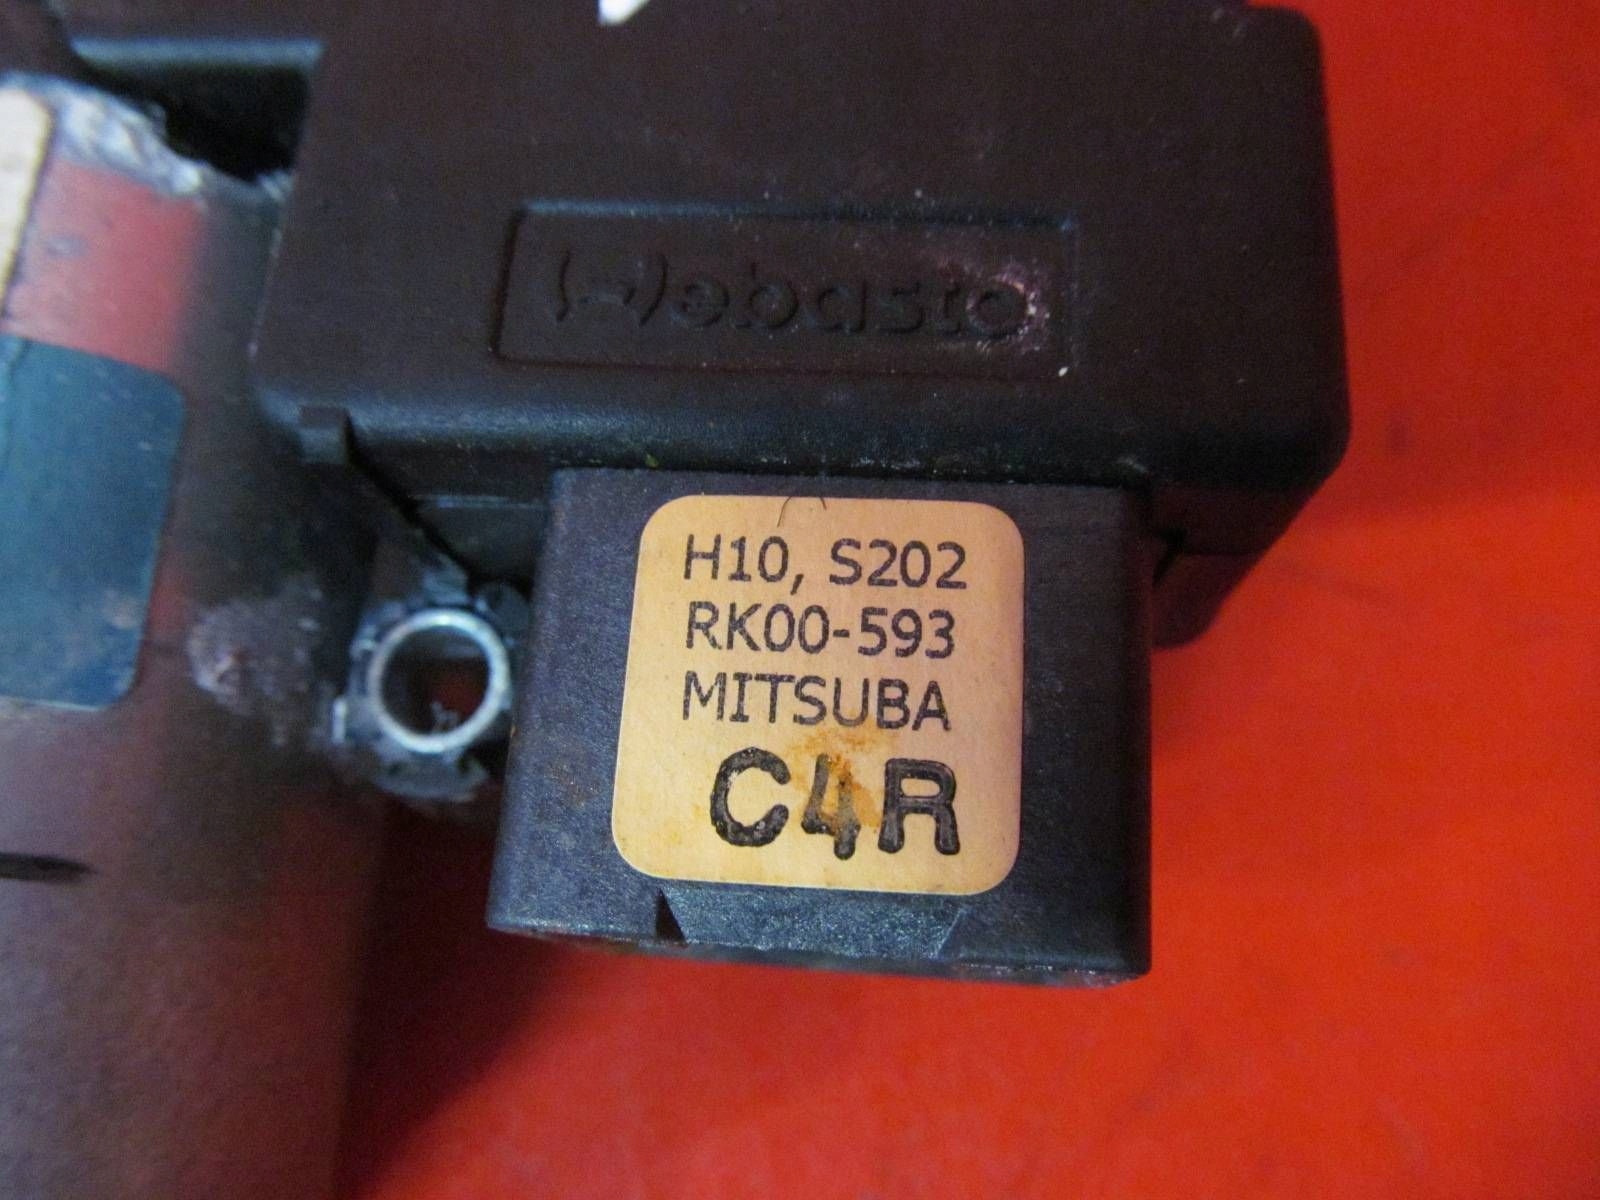 Webasto
H10, S202
RK00-593
MITSUBA
C4R